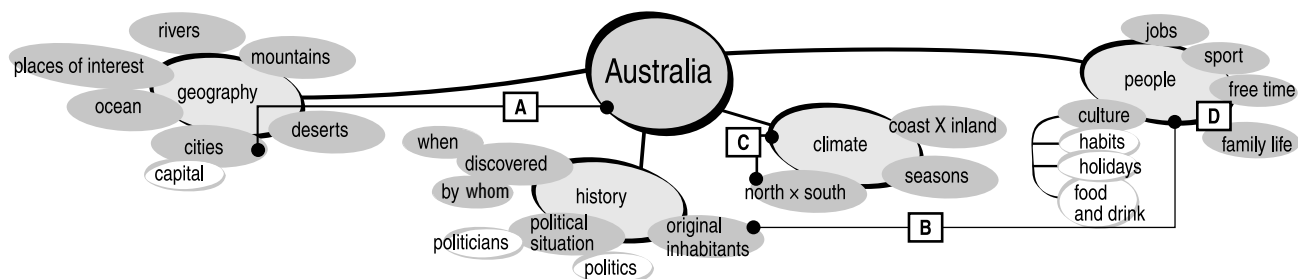 Australia
geography
rivers
mountains
places of interest
ocean
deserts
cities
capital
A
history
when
discovered
by whom
political
situation
politicians
politics
original
inhabitants
B
climate
C
coast X inland
seasons
north × south
people
jobs
sport
free time
D
family life
culture
habits
holidays
food
and drink